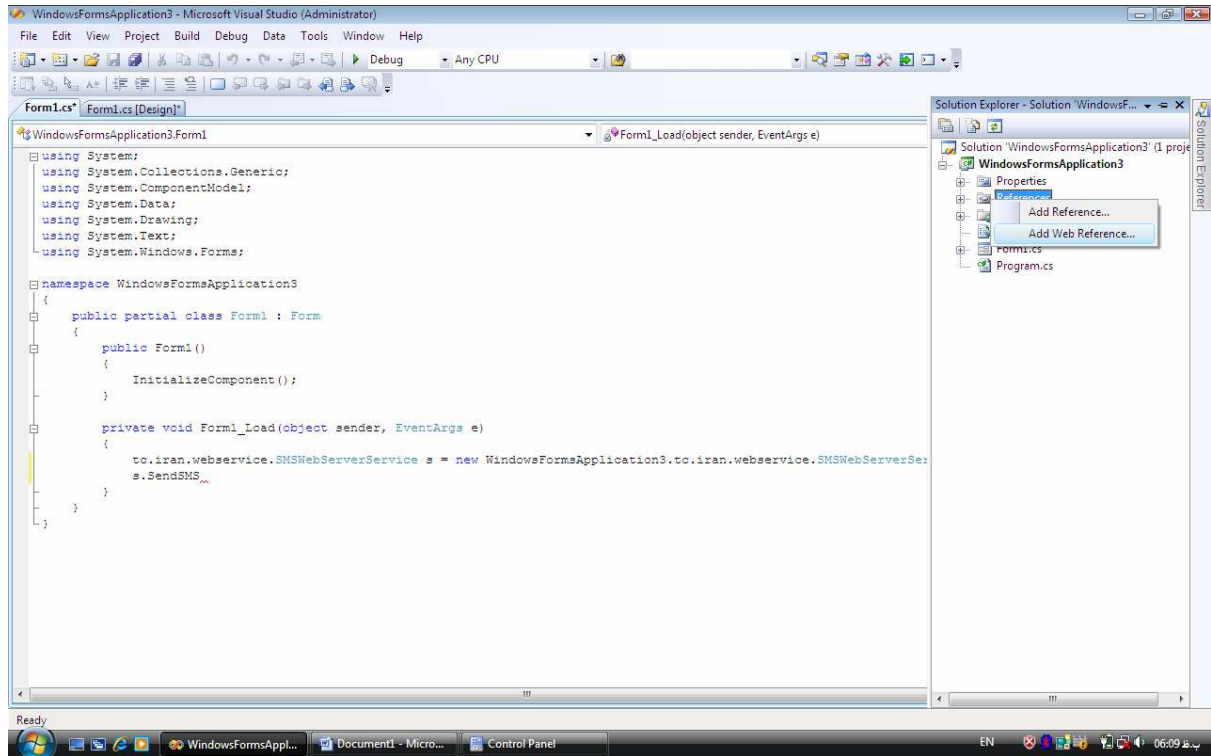 WindowsFormsApplication3 - Microsoft Visual Studio (Administrator)
File Edit View Project Build Debug Data Tools Window Help
Debug Any CPU
Form1.cs* Form1.cs [Design]*
WindowsFormsApplication3.Form1 Form1_Load(object sender, EventArgs e)
using System;
using System.Collections.Generic;
using System.ComponentModel;
using System.Data;
using System.Drawing;
using System.Text;
using System.Windows.Forms;
namespace WindowsFormsApplication3
{
public partial class Form1 : Form
{
public Form1()
{
InitializeComponent();
}
private void Form1_Load(object sender, EventArgs e)
{
tc.iran.webservice.SMSWebServerService s = new WindowsFormsApplication3.tc.iran.webservice.SMSWebServerSer
s.SendSMS
}
}
}
Solution Explorer - Solution 'WindowsF...
Solution 'WindowsFormsApplication3' (1 proje
WindowsFormsApplication3
Properties
References
Add Reference...
Add Web Reference...
Form1.cs
Program.cs
Solution Explorer
Ready
WindowsFormsAppl... Document1 - Micro... Control Panel
EN 06:09 ب.ظ